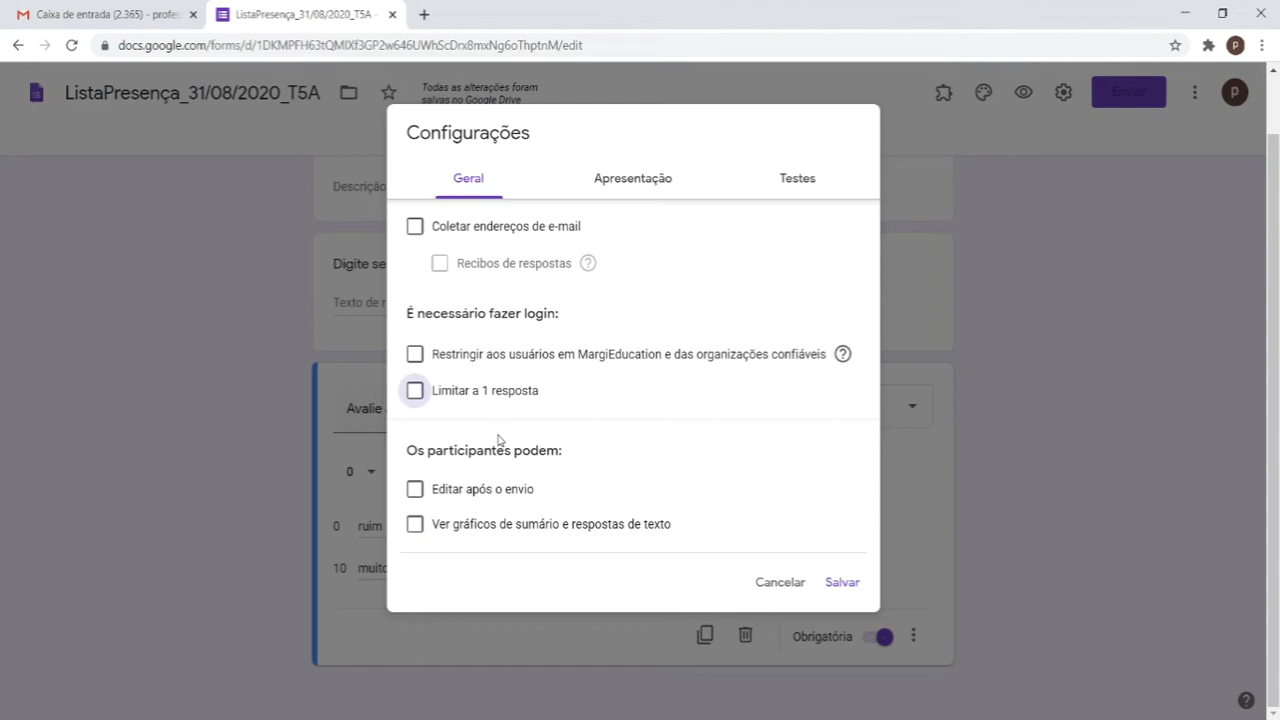 Caixa de entrada (2.365) - profes
ListaPresença_31/08/2020_T5A -
docs.google.com/forms/d/1DKMPFH63tQMIXf3GP2w646UWhScDrx8mxNg6oThptnM/edit
P
ListaPresença_31/08/2020_T5A
Todas as alterações foram
salvas no Google Drive
Enviar
P
Configurações
Geral
Apresentação
Testes
Descrição
Coletar endereços de e-mail
Digite se
Recibos de respostas
Texto de r
É necessário fazer login:
Restringir aos usuários em MargiEducation e das organizações confiáveis
Limitar a 1 resposta
Avalie
Os participantes podem:
0
Editar após o envio
0 ruim
Ver gráficos de sumário e respostas de texto
10 muito
Cancelar
Salvar
Obrigatória